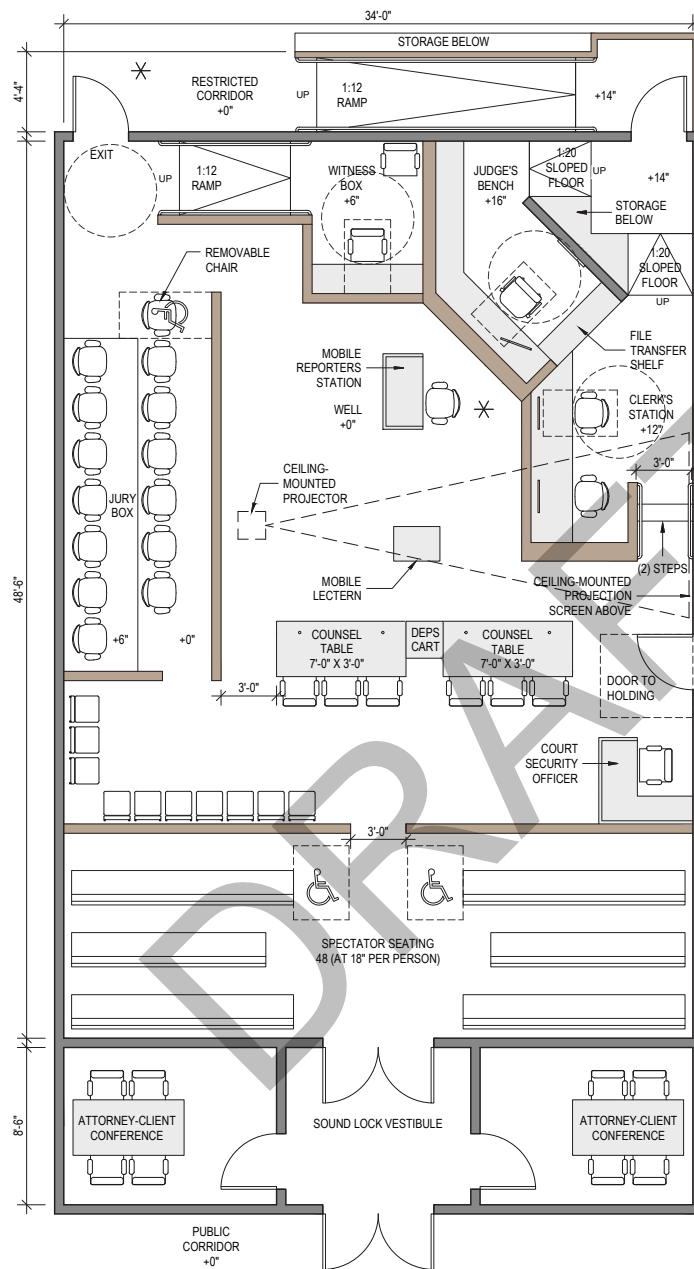 34'-0"
STORAGE BELOW
4'-4"
RESTRICTED
CORRIDOR
+0"
UP
1:12
RAMP
+14"
EXIT
UP
1:12
RAMP
WITNESS
BOX
+6"
JUDGE'S
BENCH
+16"
1:20
SLOPED
FLOOR
UP
+14"
STORAGE
BELOW
1:20
SLOPED
FLOOR
UP
REMOVABLE
CHAIR
FILE
TRANSFER
SHELF
MOBILE
REPORTERS
STATION
WELL
+0"
CLERK'S
STATION
+12"
3'-0"
CEILING-
MOUNTED
PROJECTOR
JURY
BOX
48'-6"
(2) STEPS
MOBILE
LECTERN
CEILING-MOUNTED
PROJECTION
SCREEN ABOVE
+6"
+0"
COUNSEL
TABLE
7'-0" X 3'-0"
DEPS
CART
COUNSEL
TABLE
7'-0" X 3'-0"
3'-0"
DOOR TO
HOLDING
COURT
SECURITY
OFFICER
3'-0"
SPECTATOR SEATING
48 (AT 18" PER PERSON)
8'-6"
ATTORNEY-CLIENT
CONFERENCE
SOUND LOCK VESTIBULE
ATTORNEY-CLIENT
CONFERENCE
PUBLIC
CORRIDOR
+0"
DRAFT